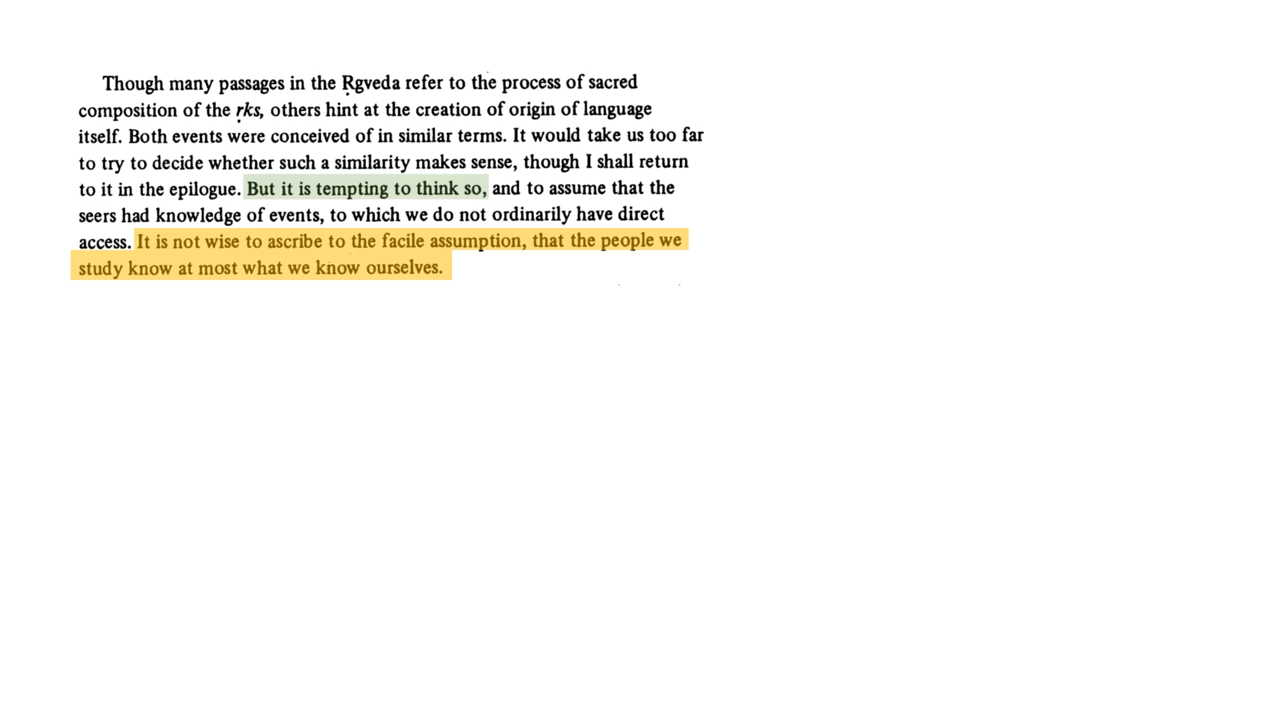 Though many passages in the Ṛgveda refer to the process of sacred
composition of the ṛks, others hint at the creation of origin of language
itself. Both events were conceived of in similar terms. It would take us too far
to try to decide whether such a similarity makes sense, though I shall return
to it in the epilogue. But it is tempting to think so, and to assume that the
seers had knowledge of events, to which we do not ordinarily have direct
access. It is not wise to ascribe to the facile assumption, that the people we
study know at most what we know ourselves.